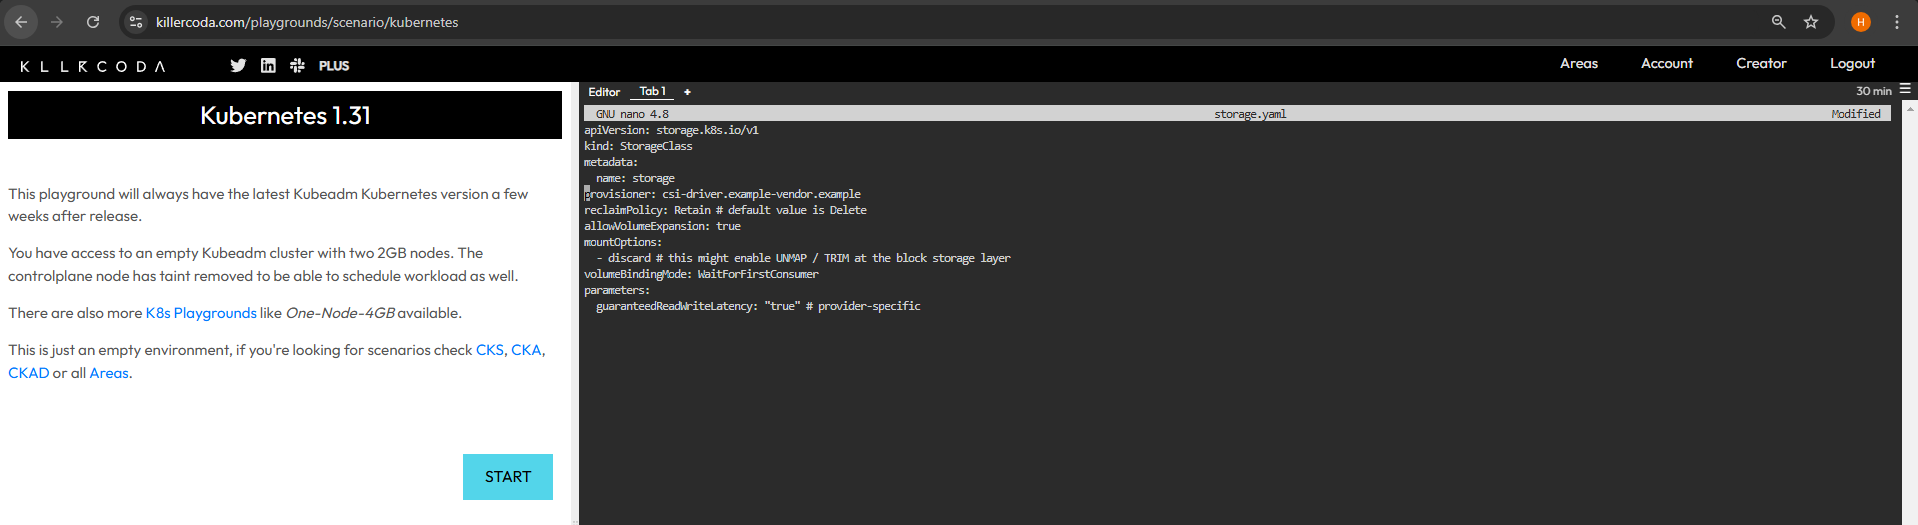 killercoda.com/playgrounds/scenario/kubernetes
H
KLLRCODA
PLUS
Areas
Account
Creator
Logout
Kubernetes 1.31
This playground will always have the latest Kubeadm Kubernetes version a few
weeks after release.
You have access to an empty Kubeadm cluster with two 2GB nodes. The
controlplane node has taint removed to be able to schedule workload as well.
There are also more K8s Playgrounds like One-Node-4GB available.
This is just an empty environment, if you're looking for scenarios check CKS, CKA,
CKAD or all Areas.
START
Editor
Tab 1
+
30 min
GNU nano 4.8
storage.yaml
Modified
apiVersion: storage.k8s.io/v1
kind: StorageClass
metadata:
  name: storage
provisioner: csi-driver.example-vendor.example
reclaimPolicy: Retain # default value is Delete
allowVolumeExpansion: true
mountOptions:
  - discard # this might enable UNMAP / TRIM at the block storage layer
volumeBindingMode: WaitForFirstConsumer
parameters:
  guaranteedReadWriteLatency: "true" # provider-specific